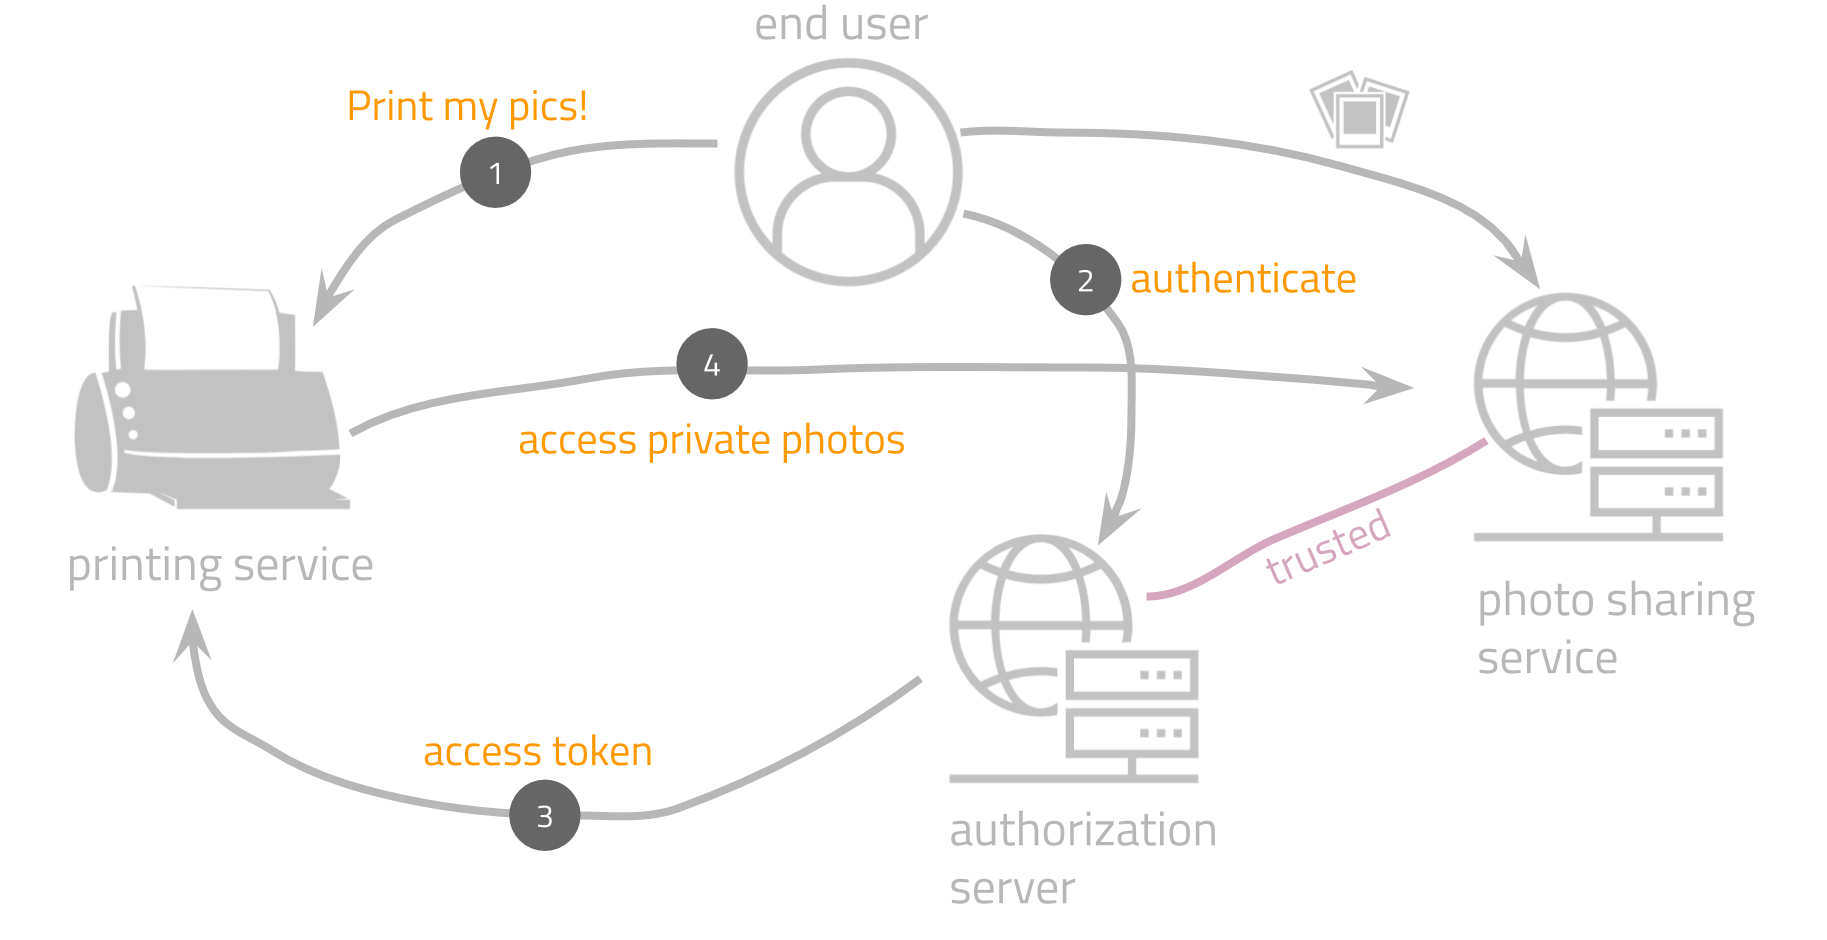 end user
Print my pics!
1
2
authenticate
4
access private photos
trusted
printing service
photo sharing
service
access token
3
authorization
server